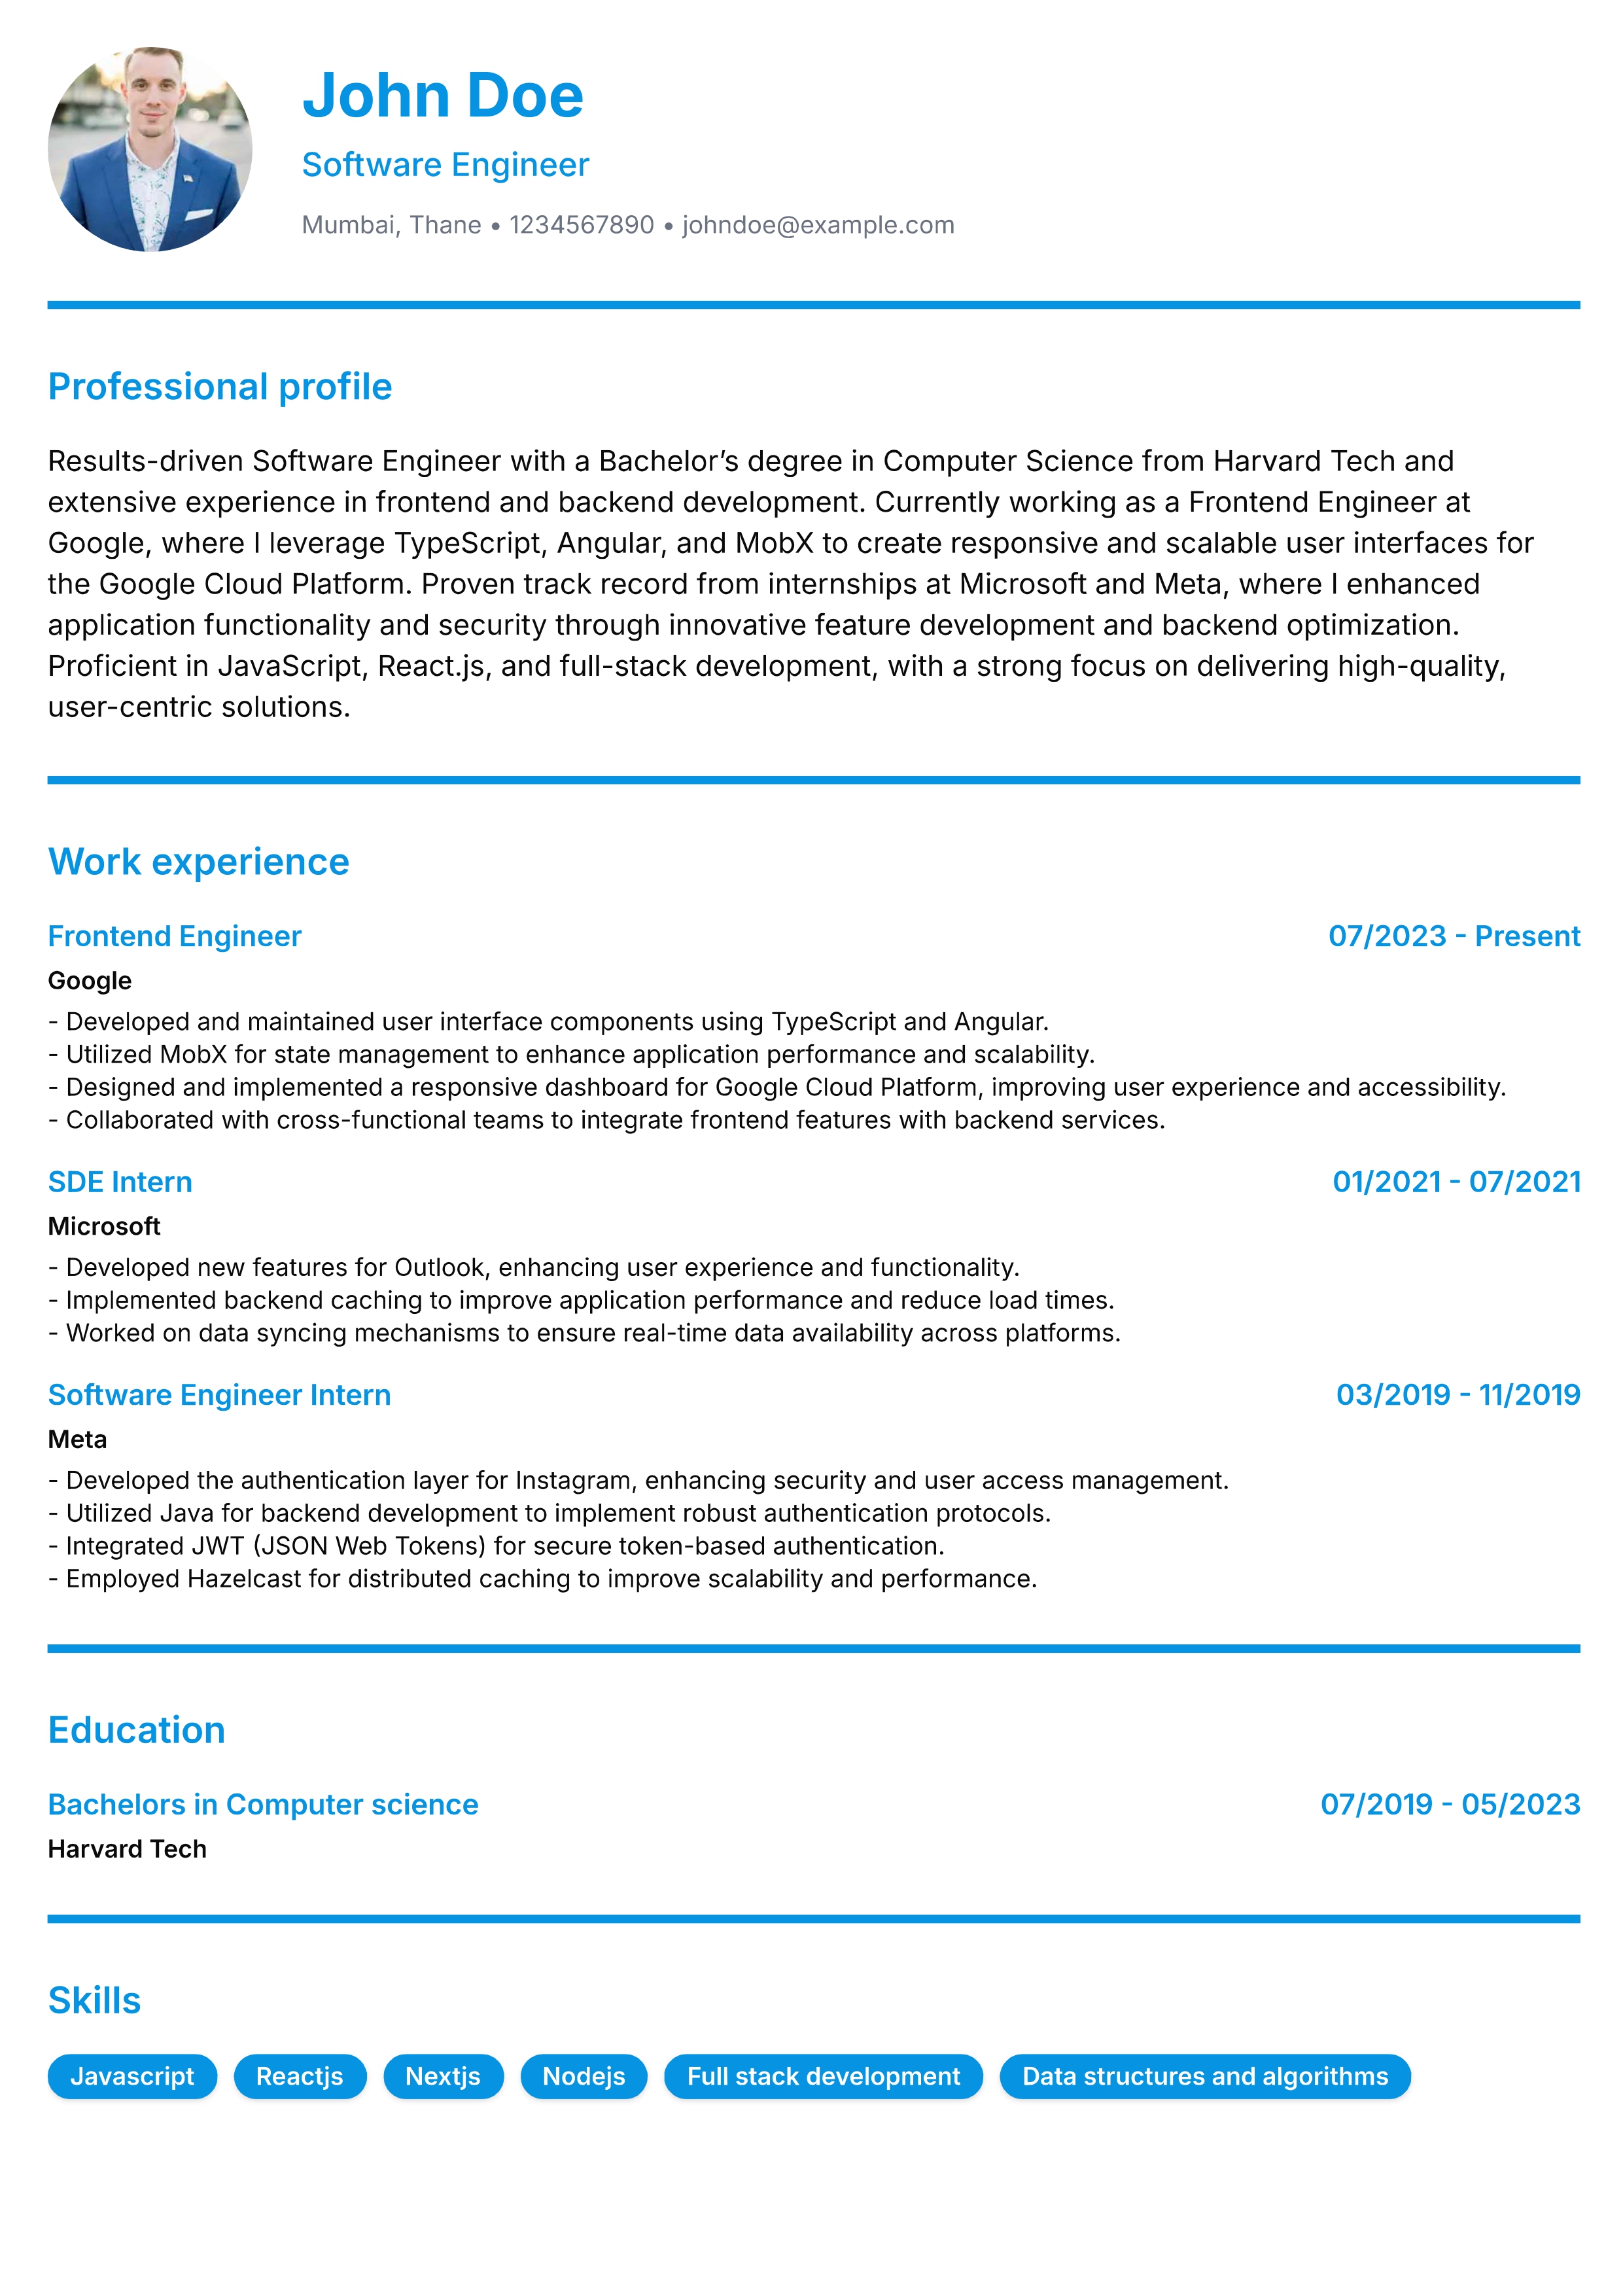 John Doe
Software Engineer
Mumbai, Thane • 1234567890 • johndoe@example.com
Professional profile
Results-driven Software Engineer with a Bachelor’s degree in Computer Science from Harvard Tech and
extensive experience in frontend and backend development. Currently working as a Frontend Engineer at
Google, where I leverage TypeScript, Angular, and MobX to create responsive and scalable user interfaces for
the Google Cloud Platform. Proven track record from internships at Microsoft and Meta, where I enhanced
application functionality and security through innovative feature development and backend optimization.
Proficient in JavaScript, React.js, and full-stack development, with a strong focus on delivering high-quality,
user-centric solutions.
Work experience
Frontend Engineer 07/2023 - Present
Google
- Developed and maintained user interface components using TypeScript and Angular.
- Utilized MobX for state management to enhance application performance and scalability.
- Designed and implemented a responsive dashboard for Google Cloud Platform, improving user experience and accessibility.
- Collaborated with cross-functional teams to integrate frontend features with backend services.
SDE Intern 01/2021 - 07/2021
Microsoft
- Developed new features for Outlook, enhancing user experience and functionality.
- Implemented backend caching to improve application performance and reduce load times.
- Worked on data syncing mechanisms to ensure real-time data availability across platforms.
Software Engineer Intern 03/2019 - 11/2019
Meta
- Developed the authentication layer for Instagram, enhancing security and user access management.
- Utilized Java for backend development to implement robust authentication protocols.
- Integrated JWT (JSON Web Tokens) for secure token-based authentication.
- Employed Hazelcast for distributed caching to improve scalability and performance.
Education
Bachelors in Computer science 07/2019 - 05/2023
Harvard Tech
Skills
Javascript Reactjs Nextjs Nodejs Full stack development Data structures and algorithms